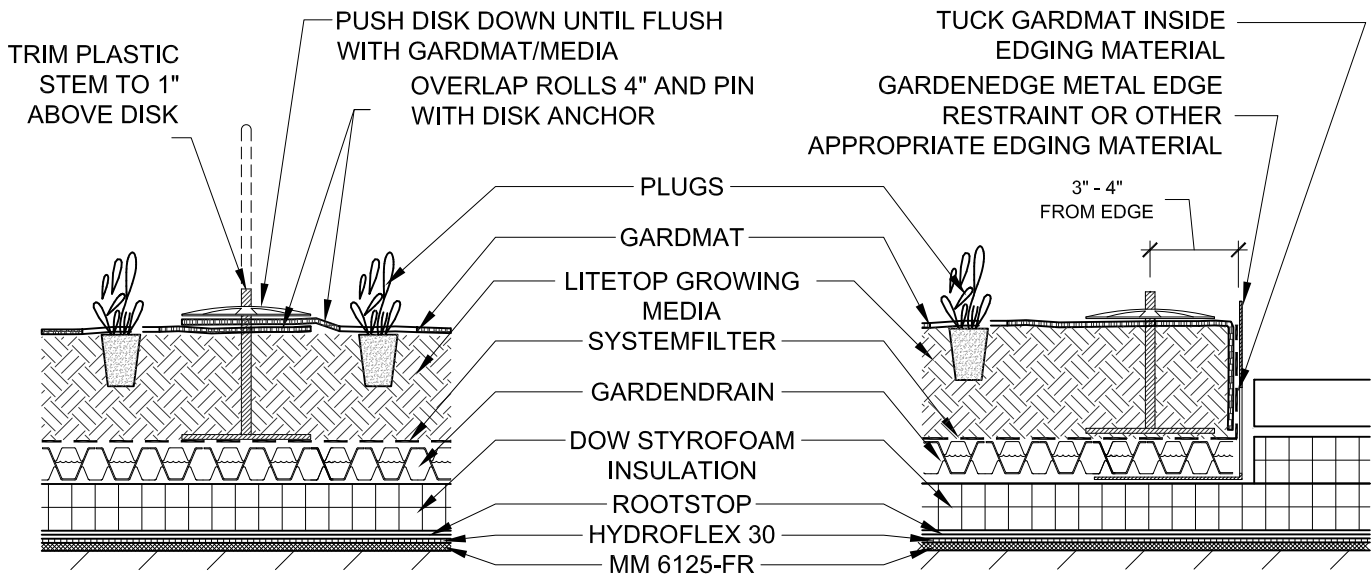 PUSH DISK DOWN UNTIL FLUSH
WITH GARDMAT/MEDIA
TRIM PLASTIC
STEM TO 1"
ABOVE DISK
OVERLAP ROLLS 4" AND PIN
WITH DISK ANCHOR
TUCK GARDMAT INSIDE
EDGING MATERIAL
GARDENEDGE METAL EDGE
RESTRAINT OR OTHER
APPROPRIATE EDGING MATERIAL
3" - 4"
FROM EDGE
PLUGS
GARDMAT
LITETOP GROWING
MEDIA
SYSTEMFILTER
GARDENDRAIN
DOW STYROFOAM
INSULATION
ROOTSTOP
HYDROFLEX 30
MM 6125-FR